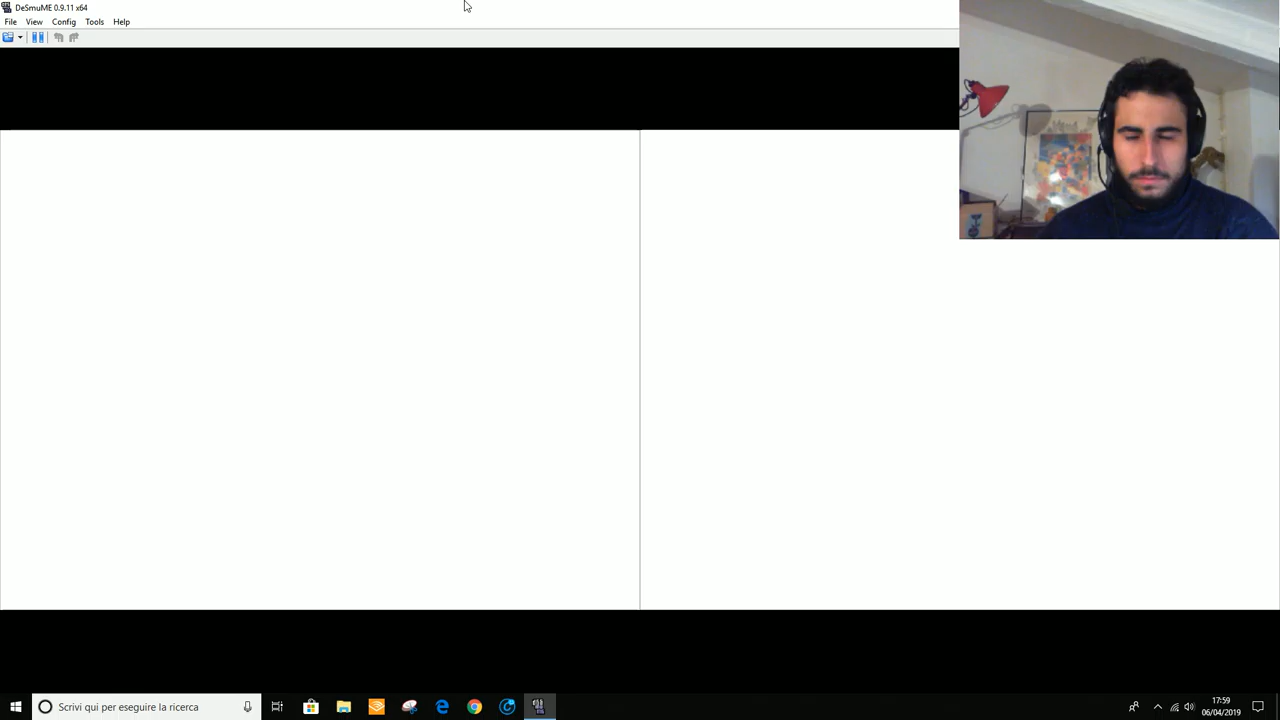 DeSmuME 0.9.11 x64
File View Config Tools Help
Scrivi qui per eseguire la ricerca
17:59
06/04/2019